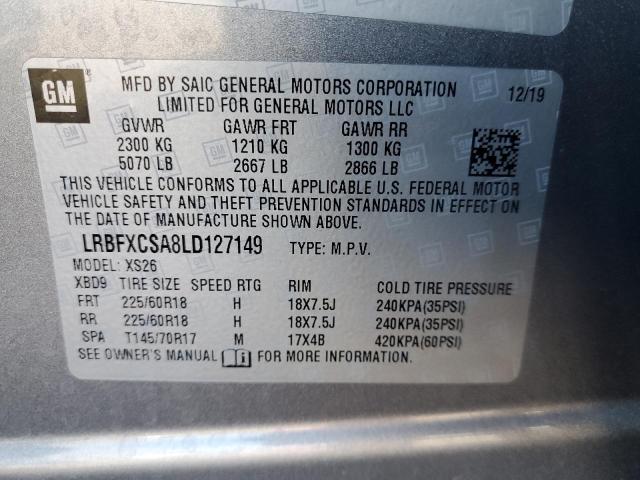 GM
MFD BY SAIC GENERAL MOTORS CORPORATION 12/19
LIMITED FOR GENERAL MOTORS LLC
GVWR GAWR FRT GAWR RR
2300 KG 1210 KG 1300 KG
5070 LB 2667 LB 2866 LB
THIS VEHICLE CONFORMS TO ALL APPLICABLE U.S. FEDERAL MOTOR
VEHICLE SAFETY AND THEFT PREVENTION STANDARDS IN EFFECT ON
THE DATE OF MANUFACTURE SHOWN ABOVE.
LRBFXCSA8LD127149 TYPE: M.P.V.
MODEL: XS26
XBD9 TIRE SIZE SPEED RTG RIM COLD TIRE PRESSURE
FRT 225/60R18 H 18X7.5J 240KPA(35PSI)
RR 225/60R18 H 18X7.5J 240KPA(35PSI)
SPA T145/70R17 M 17X4B 420KPA(60PSI)
SEE OWNER'S MANUAL FOR MORE INFORMATION